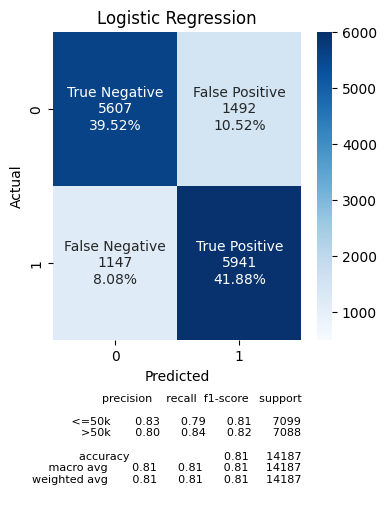 Logistic Regression
True Negative
5607
39.52%
False Positive
1492
10.52%
False Negative
1147
8.08%
True Positive
5941
41.88%
0
1
Actual
0
1
Predicted
6000
5000
4000
3000
2000
1000
precision recall f1-score support
<=50k 0.83 0.79 0.81 7099
>50k 0.80 0.84 0.82 7088
accuracy 0.81 14187
macro avg 0.81 0.81 0.81 14187
weighted avg 0.81 0.81 0.81 14187